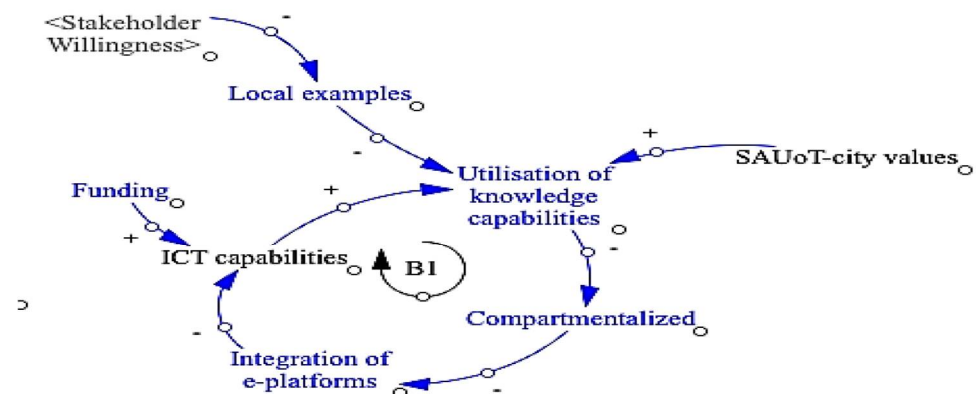 <Stakeholder
Willingness>
-
Local examples
-
+
SAUoT-city values
Utilisation of
knowledge
capabilities
Funding
+
+
ICT capabilities
B1
-
Compartmentalized
-
Integration of
e-platforms
-